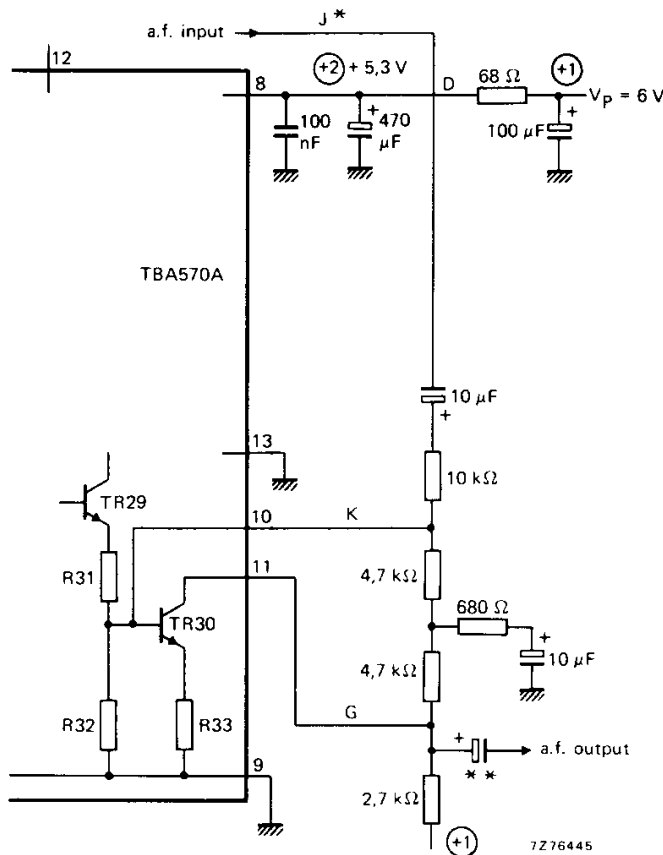 J *
a.f. input
12
8
+2 + 5,3 V
D
68 Ω
+1
VP = 6 V
100 nF
+
470 μF
100 μF
+
TBA570A
10 μF
+
13
10 kΩ
TR29
10
K
R31
11
4,7 kΩ
680 Ω
TR30
+
10 μF
4,7 kΩ
R32
R33
G
+
a.f. output
* *
9
2,7 kΩ
+1
7Z76445